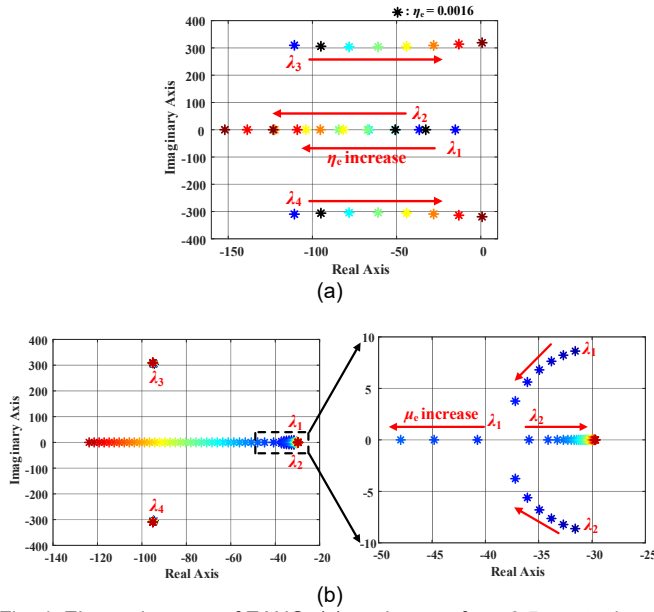 ✱: ηₑ = 0.0016
400
300
200
100
0
-100
-200
-300
-400
Imaginary Axis
λ₃
λ₂
λ₁
ηₑ increase
λ₄
-150 -100 -50 0
Real Axis
(a)
400
300
200
100
0
-100
-200
-300
-400
Imaginary Axis
λ₃
λ₁
λ₂
λ₄
-140 -120 -100 -80 -60 -40 -20
Real Axis
10
5
0
-5
-10
λ₁
μₑ increase λ₁ λ₂
λ₂
-50 -45 -40 -35 -30 -25
Real Axis
(b)